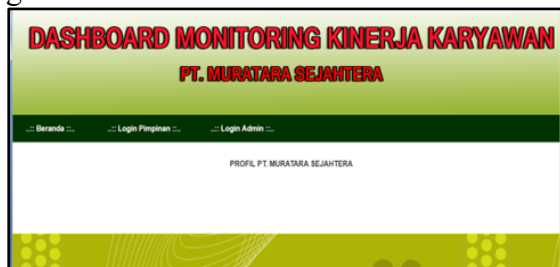 DASHBOARD MONITORING KINERJA KARYAWAN
PT. MURATARA SEJAHTERA
..:: Beranda ::.. ..:: Login Pimpinan ::.. ..:: Login Admin ::..
PROFIL PT. MURATARA SEJAHTERA